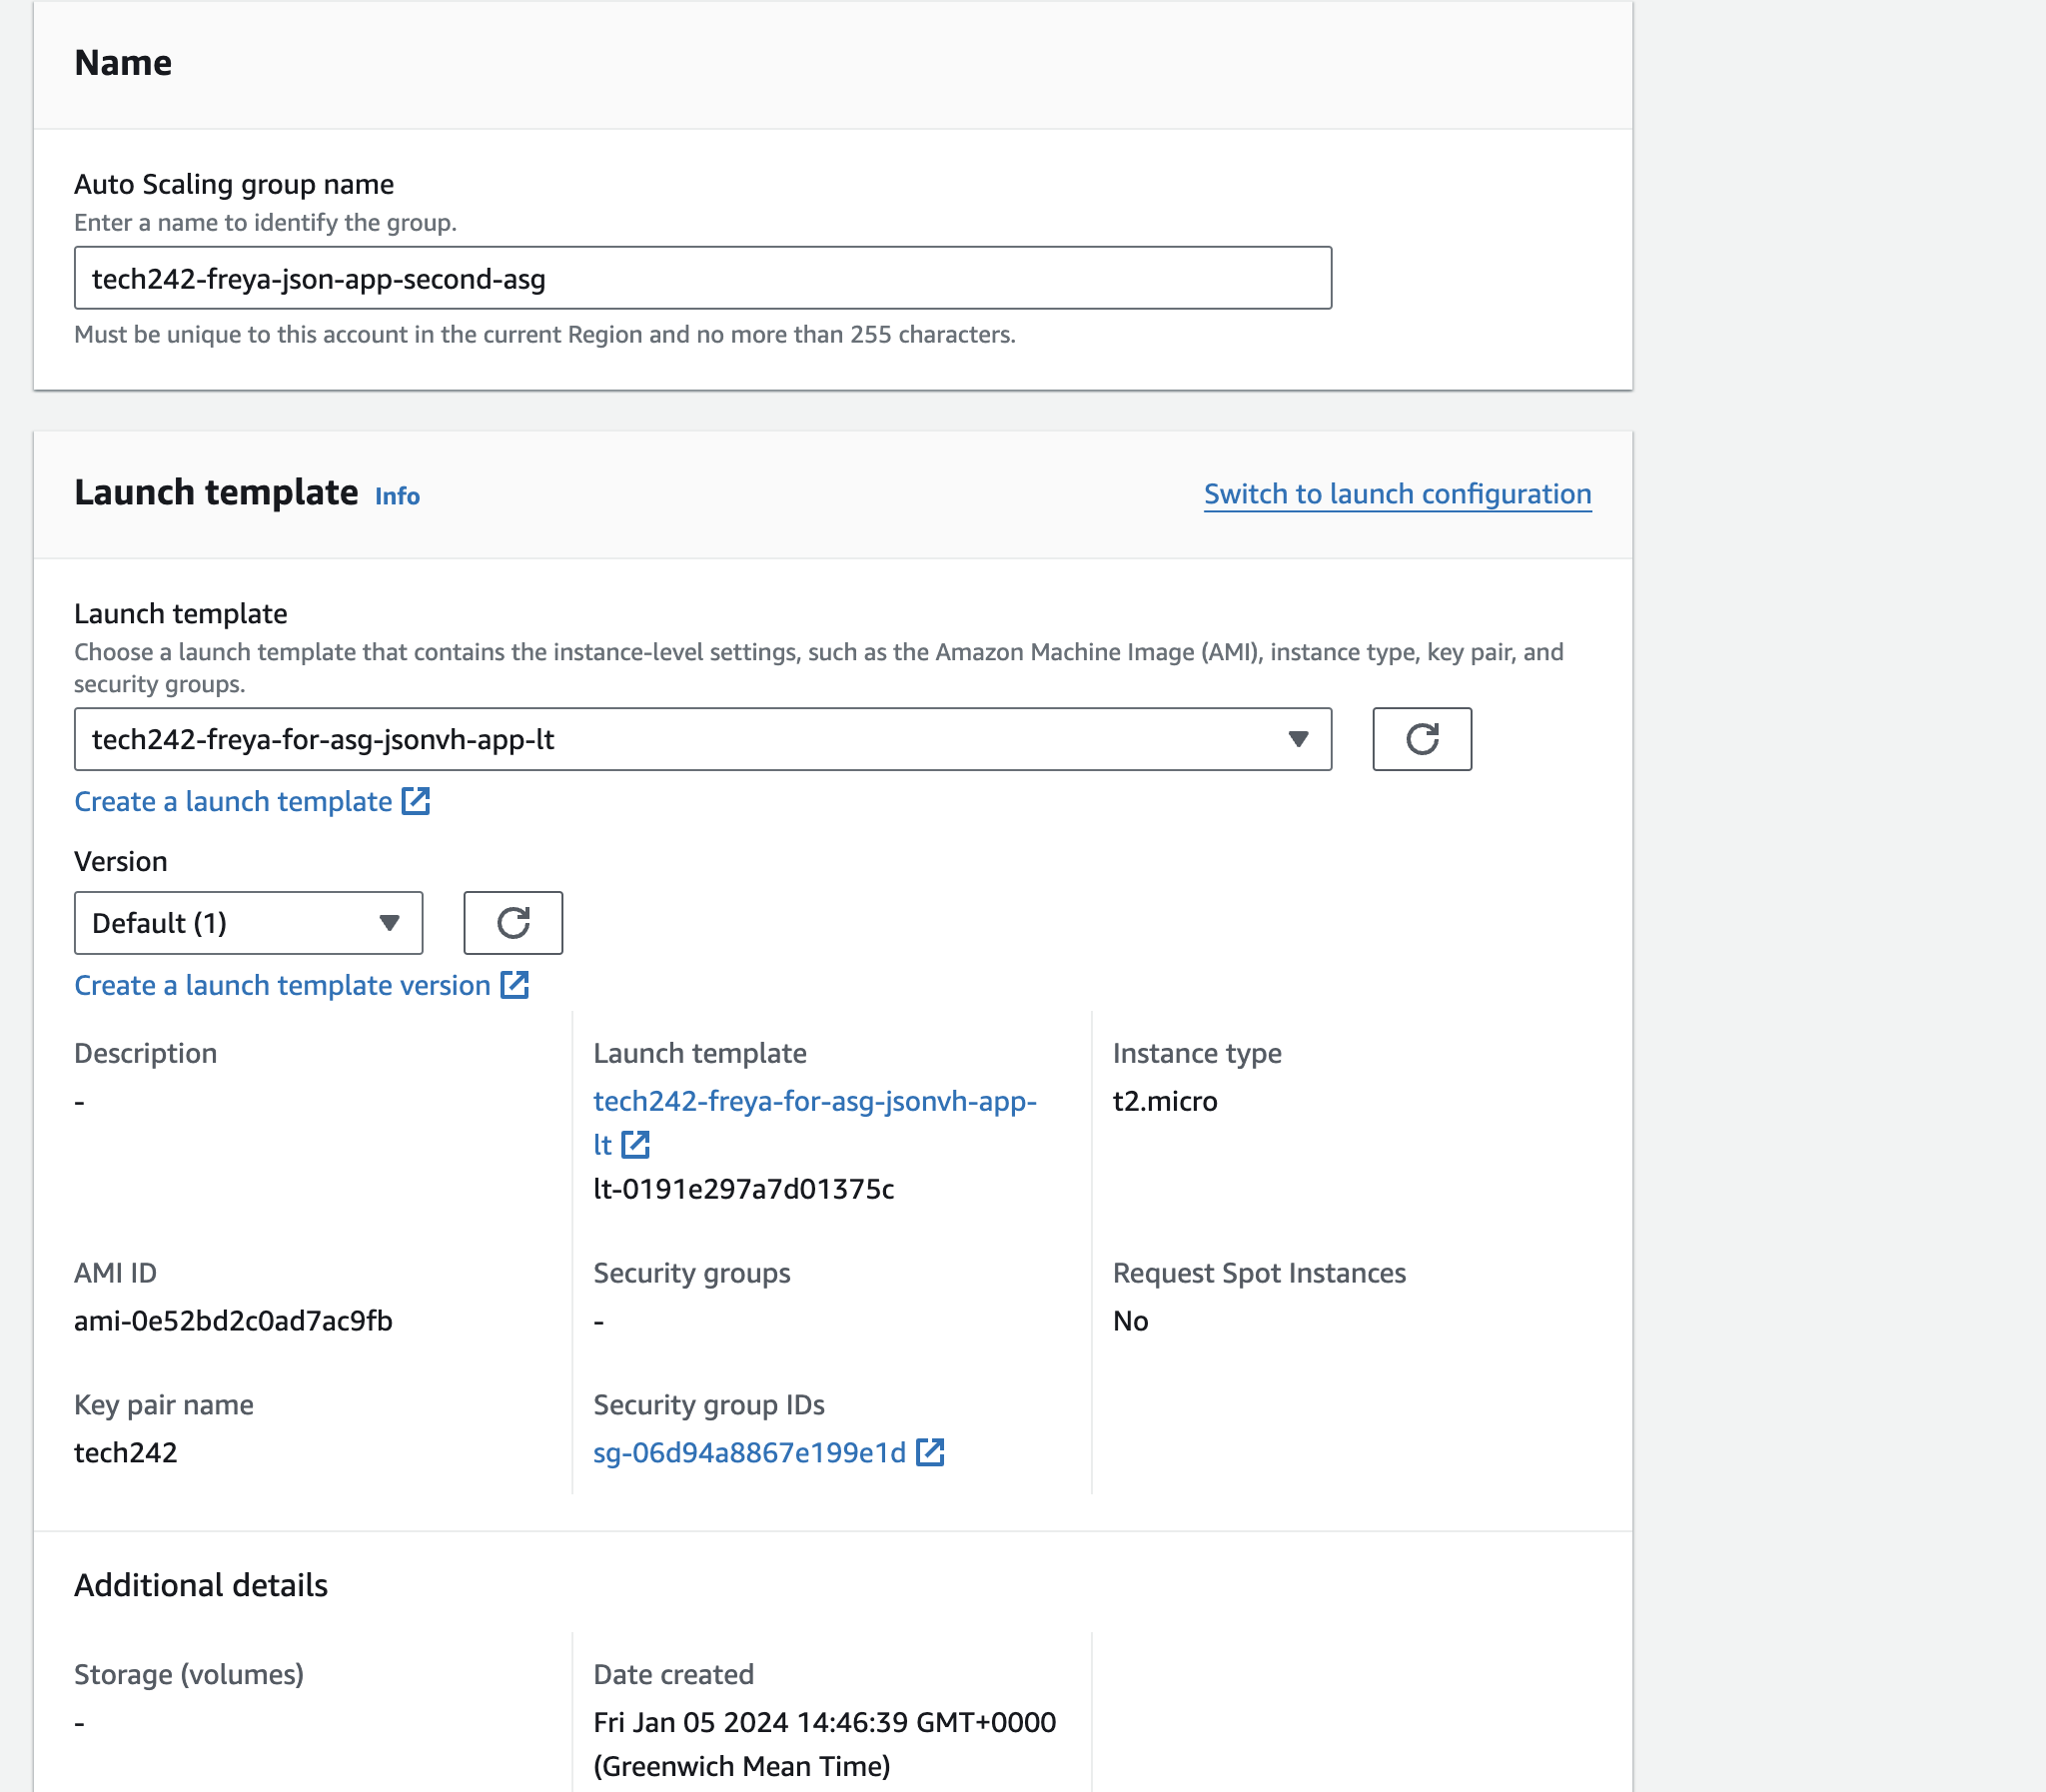 Name
Auto Scaling group name
Enter a name to identify the group.
tech242-freya-json-app-second-asg
Must be unique to this account in the current Region and no more than 255 characters.
Launch template Info
Switch to launch configuration
Launch template
Choose a launch template that contains the instance-level settings, such as the Amazon Machine Image (AMI), instance type, key pair, and
security groups.
tech242-freya-for-asg-jsonvh-app-lt
Create a launch template
Version
Default (1)
Create a launch template version
Description
-
Launch template
tech242-freya-for-asg-jsonvh-app-
lt
lt-0191e297a7d01375c
Instance type
t2.micro
AMI ID
ami-0e52bd2c0ad7ac9fb
Security groups
-
Request Spot Instances
No
Key pair name
tech242
Security group IDs
sg-06d94a8867e199e1d
Additional details
Storage (volumes)
-
Date created
Fri Jan 05 2024 14:46:39 GMT+0000
(Greenwich Mean Time)